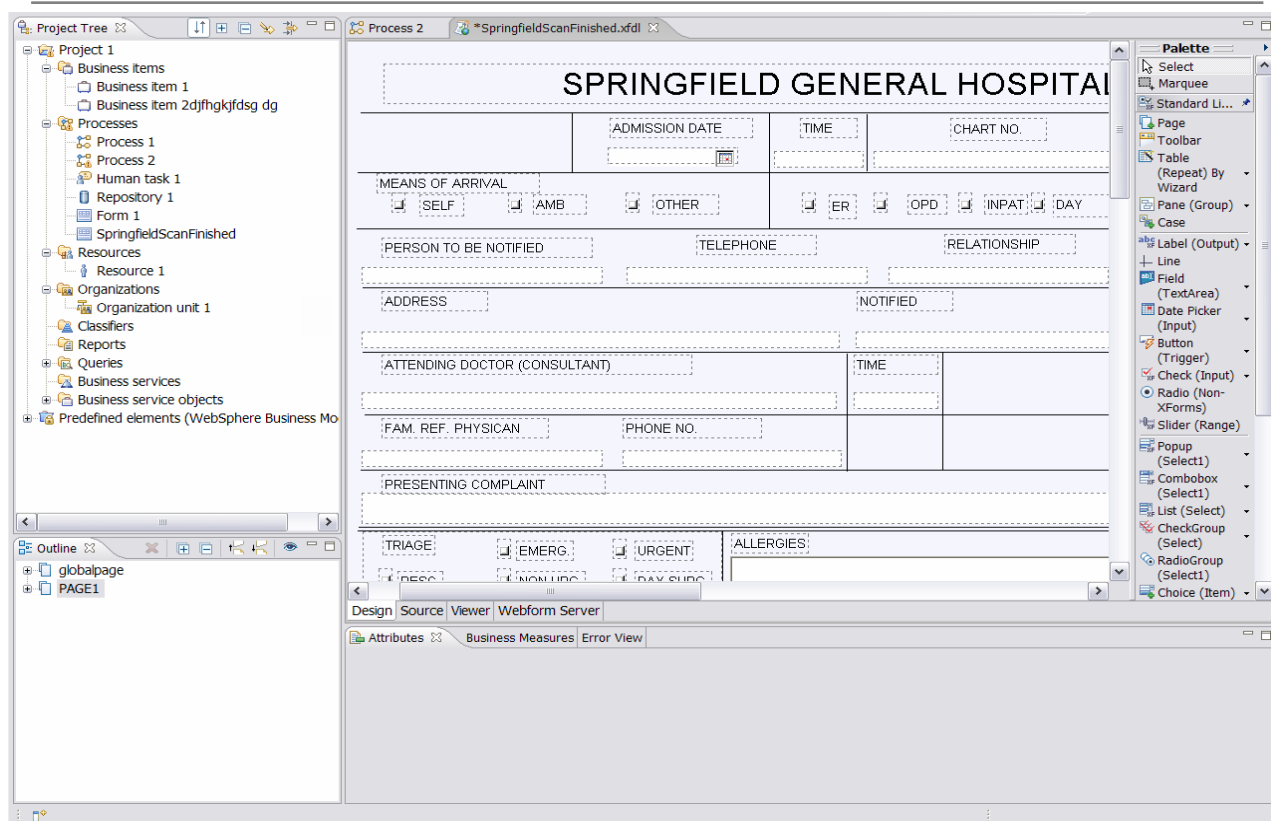 Project Tree
Project 1
Business items
Business item 1
Business item 2djfhgkjfdsg dg
Processes
Process 1
Process 2
Human task 1
Repository 1
Form 1
SpringfieldScanFinished
Resources
Resource 1
Organizations
Organization unit 1
Classifiers
Reports
Queries
Business services
Business service objects
Predefined elements (WebSphere Business Mo
Outline
globalpage
PAGE1
Process 2 *SpringfieldScanFinished.xfdl
SPRINGFIELD GENERAL HOSPITAL
ADMISSION DATE TIME CHART NO.
MEANS OF ARRIVAL
SELF AMB OTHER ER OPD INPAT DAY
PERSON TO BE NOTIFIED TELEPHONE RELATIONSHIP
ADDRESS NOTIFIED
ATTENDING DOCTOR (CONSULTANT) TIME
FAM. REF. PHYSICAN PHONE NO.
PRESENTING COMPLAINT
TRIAGE EMERG. URGENT ALLERGIES
Design Source Viewer Webform Server
Palette
Select
Marquee
Standard Li...
Page
Toolbar
Table
(Repeat) By
Wizard
Pane (Group)
Case
Label (Output)
Line
Field
(TextArea)
Date Picker
(Input)
Button
(Trigger)
Check (Input)
Radio (Non-
XForms)
Slider (Range)
Popup
(Select1)
Combobox
(Select1)
List (Select)
CheckGroup
(Select)
RadioGroup
(Select1)
Choice (Item)
Attributes Business Measures Error View